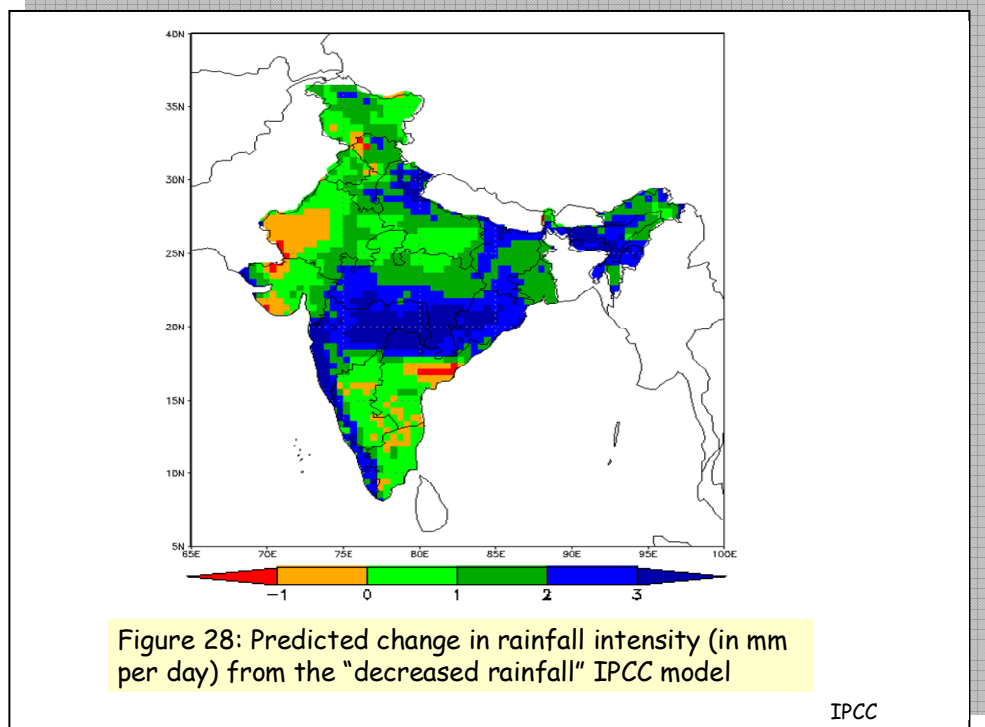 40N
35N
30N
25N
20N
15N
10N
5N
65E 70E 75E 80E 85E 90E 95E 100E
−1 0 1 2 3
Figure 28: Predicted change in rainfall intensity (in mm
per day) from the “decreased rainfall” IPCC model
IPCC